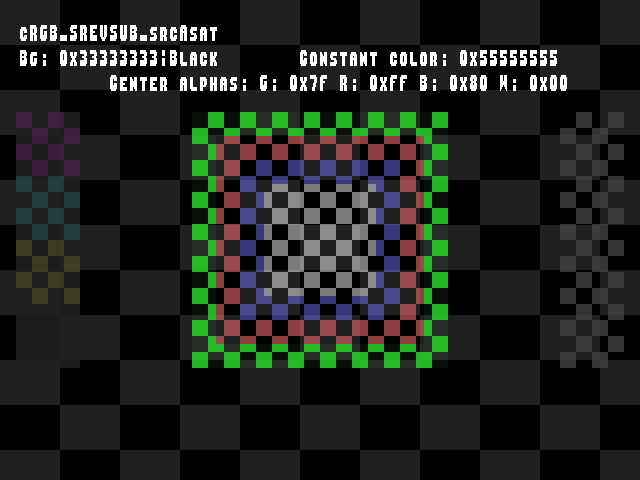 cRGB_SREVSUB_srcAsat
Bg: 0x33333333;Black Constant color: 0x55555555
Center alphas: G: 0x7f R: 0xff B: 0x80 W: 0x00